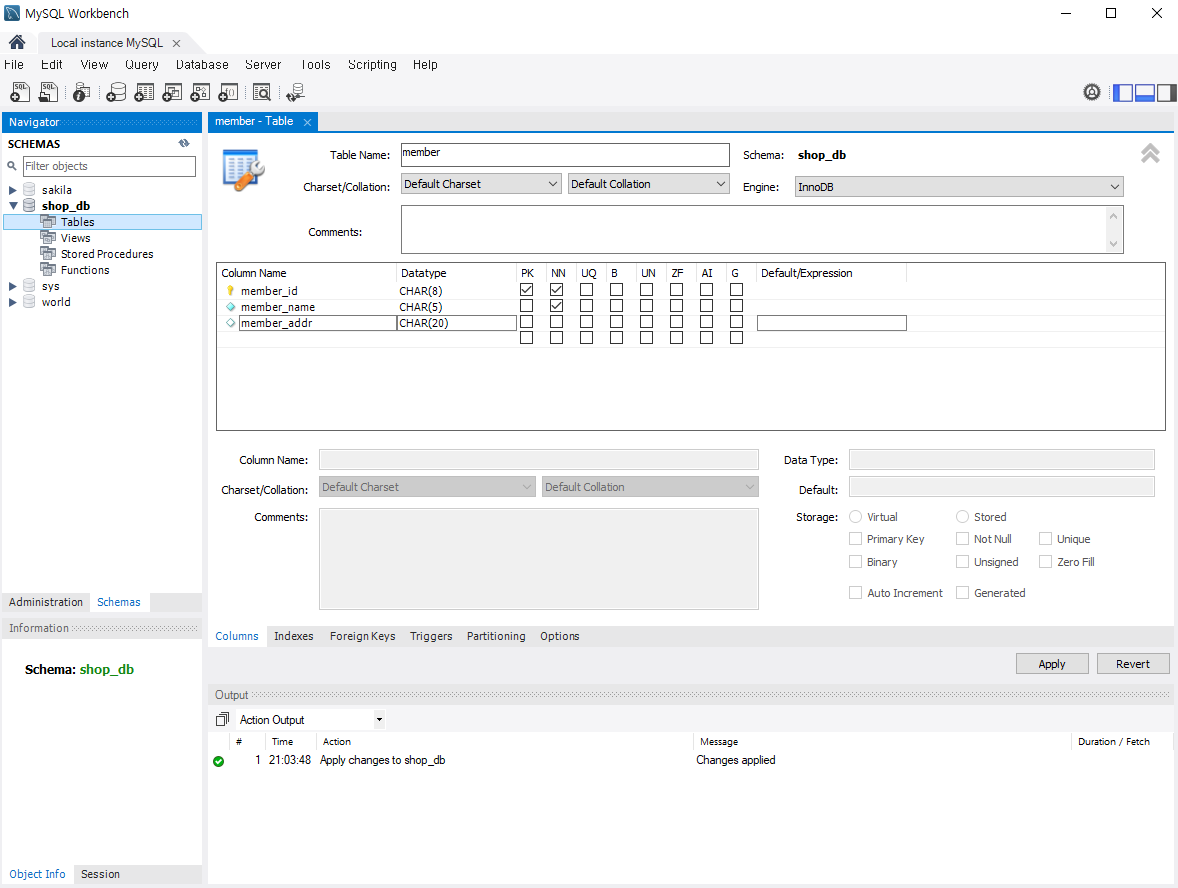 MySQL Workbench
Local instance MySQL
File Edit View Query Database Server Tools Scripting Help
SQL SQL
Navigator
SCHEMAS
Filter objects
sakila
shop_db
Tables
Views
Stored Procedures
Functions
sys
world
Administration Schemas
Information
Schema: shop_db
Object Info Session
member - Table
Table Name: member Schema: shop_db
Charset/Collation: Default Charset Default Collation Engine: InnoDB
Comments:
Column Name Datatype PK NN UQ B UN ZF AI G Default/Expression
member_id CHAR(8)
member_name CHAR(5)
member_addr CHAR(20)
Column Name: Data Type:
Charset/Collation: Default Charset Default Collation Default:
Comments: Storage: Virtual Stored
Primary Key Not Null Unique
Binary Unsigned Zero Fill
Auto Increment Generated
Columns Indexes Foreign Keys Triggers Partitioning Options
Apply Revert
Output
Action Output
# Time Action Message Duration / Fetch
1 21:03:48 Apply changes to shop_db Changes applied